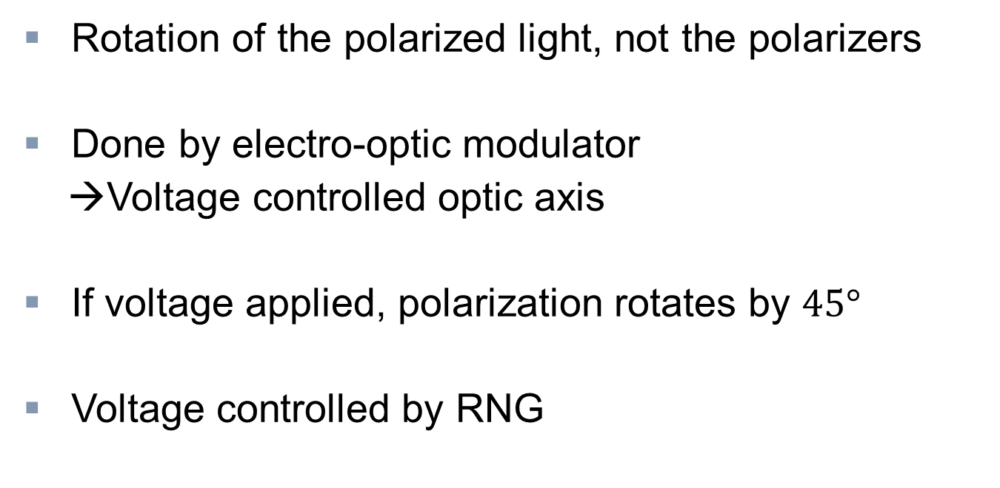 ▪ Rotation of the polarized light, not the polarizers
▪ Done by electro-optic modulator
→Voltage controlled optic axis
▪ If voltage applied, polarization rotates by 45°
▪ Voltage controlled by RNG